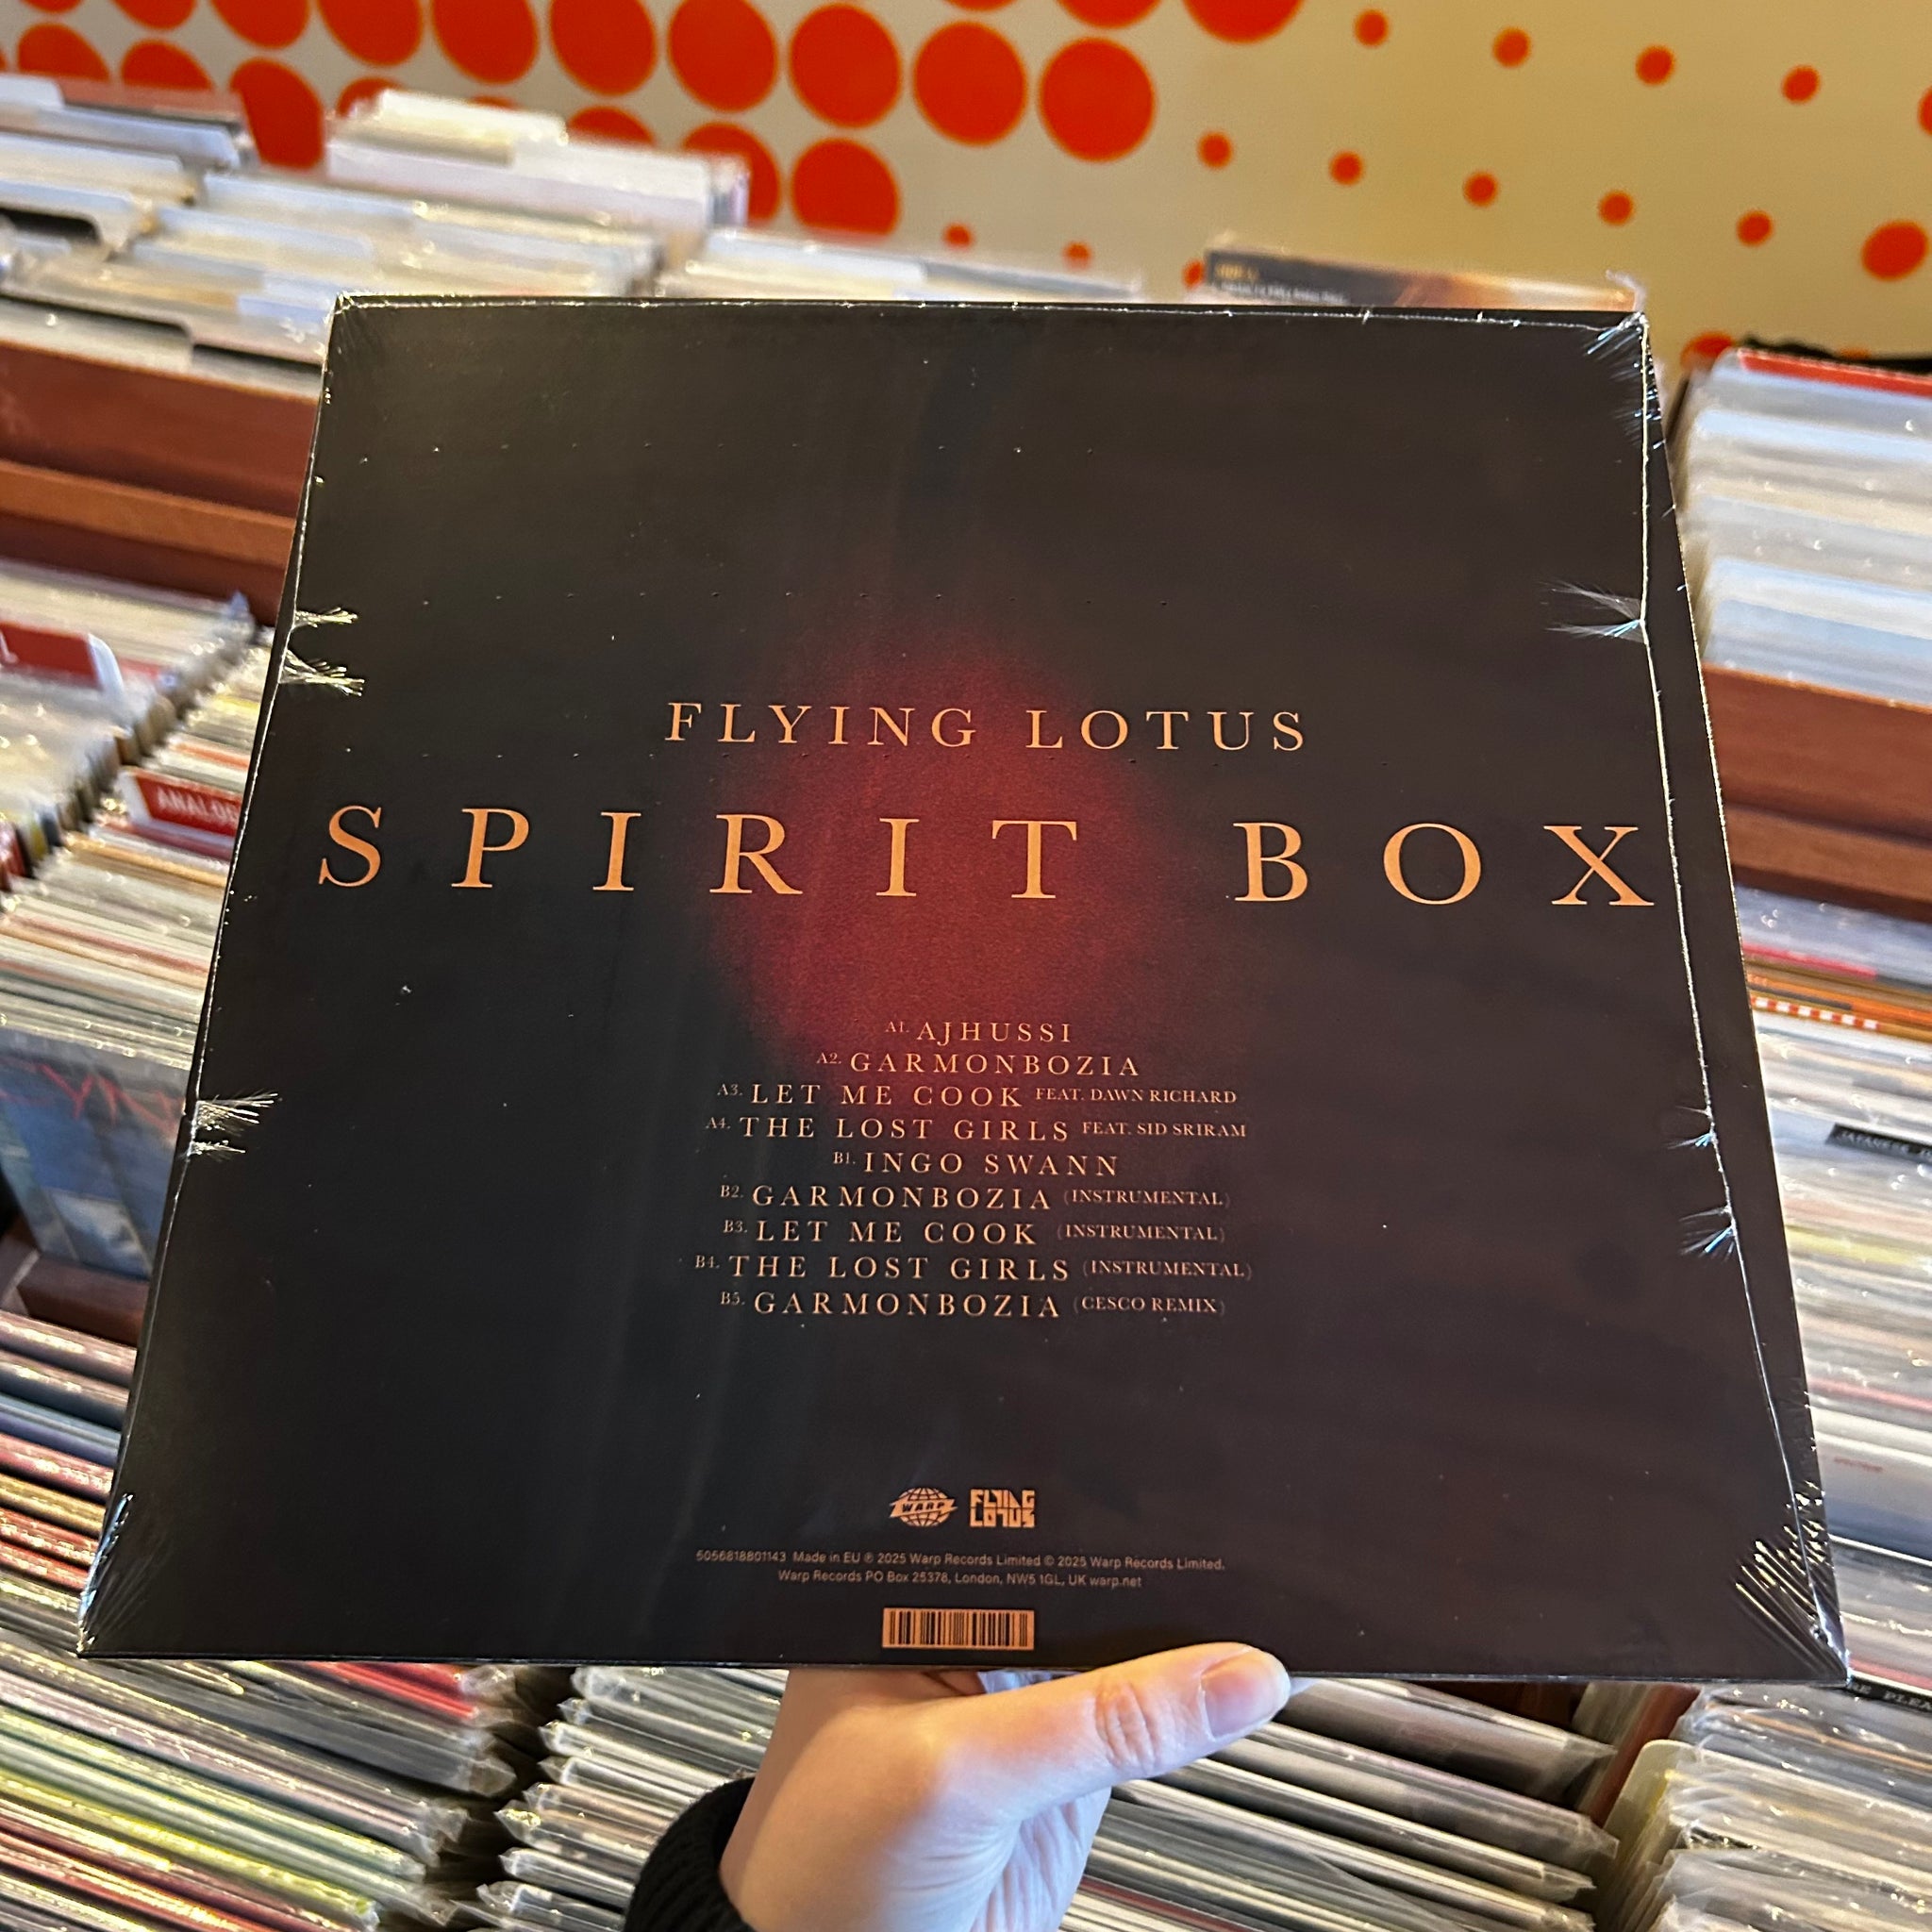 FLYING LOTUS
SPIRIT BOX
A1. AJHUSSI
A2. GARMONBOZIA
A3. LET ME COOK FEAT. DAWN RICHARD
A4. THE LOST GIRLS FEAT. SID SRIRAM
B1. INGO SWANN
B2. GARMONBOZIA (INSTRUMENTAL)
B3. LET ME COOK (INSTRUMENTAL)
B4. THE LOST GIRLS (INSTRUMENTAL)
B5. GARMONBOZIA (CESCO REMIX)
WARP
FLYING
LOTUS
5056818801143 Made in EU ℗ 2025 Warp Records Limited © 2025 Warp Records Limited.
Warp Records PO Box 25378, London, NW5 1GL, UK warp.net